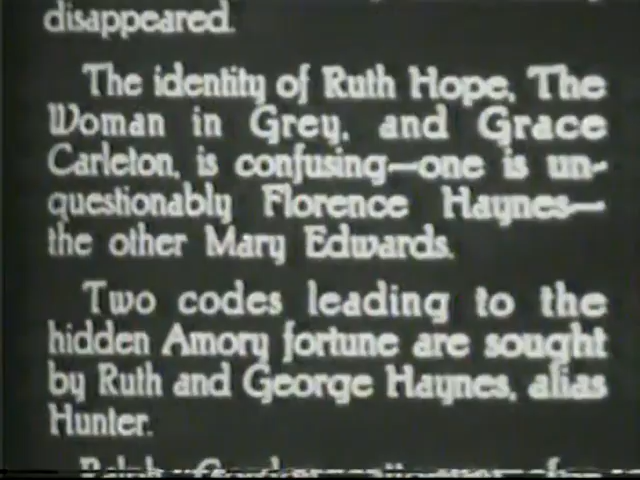 disappeared.
The identity of Ruth Hope, The
Woman in Grey, and Grace
Carleton, is confusing—one is un-
questionably Florence Haynes—
the other Mary Edwards.
Two codes leading to the
hidden Amory fortune are sought
by Ruth and George Haynes, alias
Hunter.
Ralph